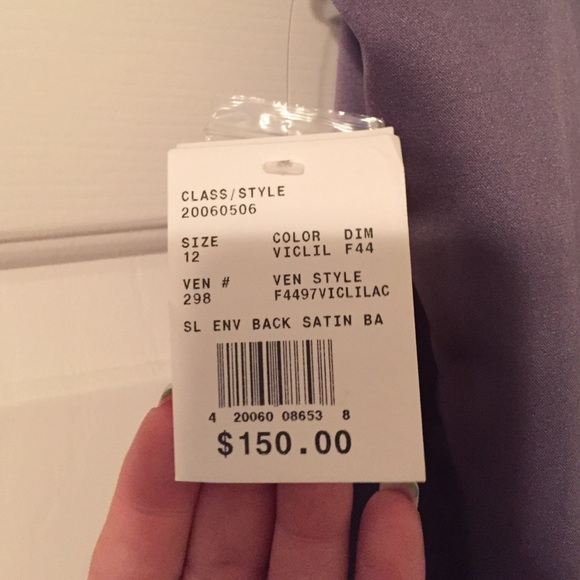 CLASS/STYLE
20060506
SIZE COLOR DIM
12 VICLIL F44
VEN # VEN STYLE
298 F4497VICLILAC
SL ENV BACK SATIN BA
4 20060 08653 8
$150.00